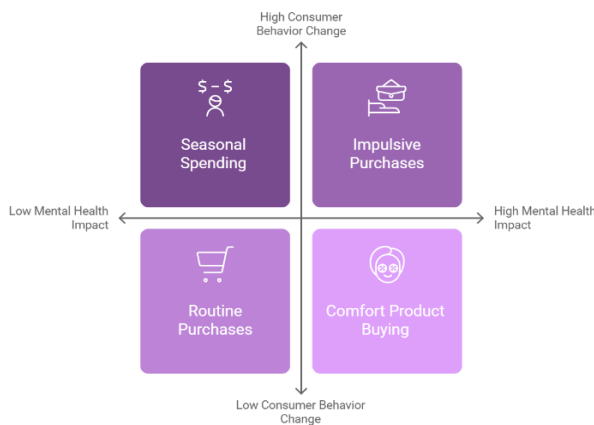 High Consumer
Behavior Change
$ – $
Seasonal
Spending
Impulsive
Purchases
Low Mental Health
Impact
High Mental Health
Impact
Routine
Purchases
Comfort Product
Buying
Low Consumer Behavior
Change